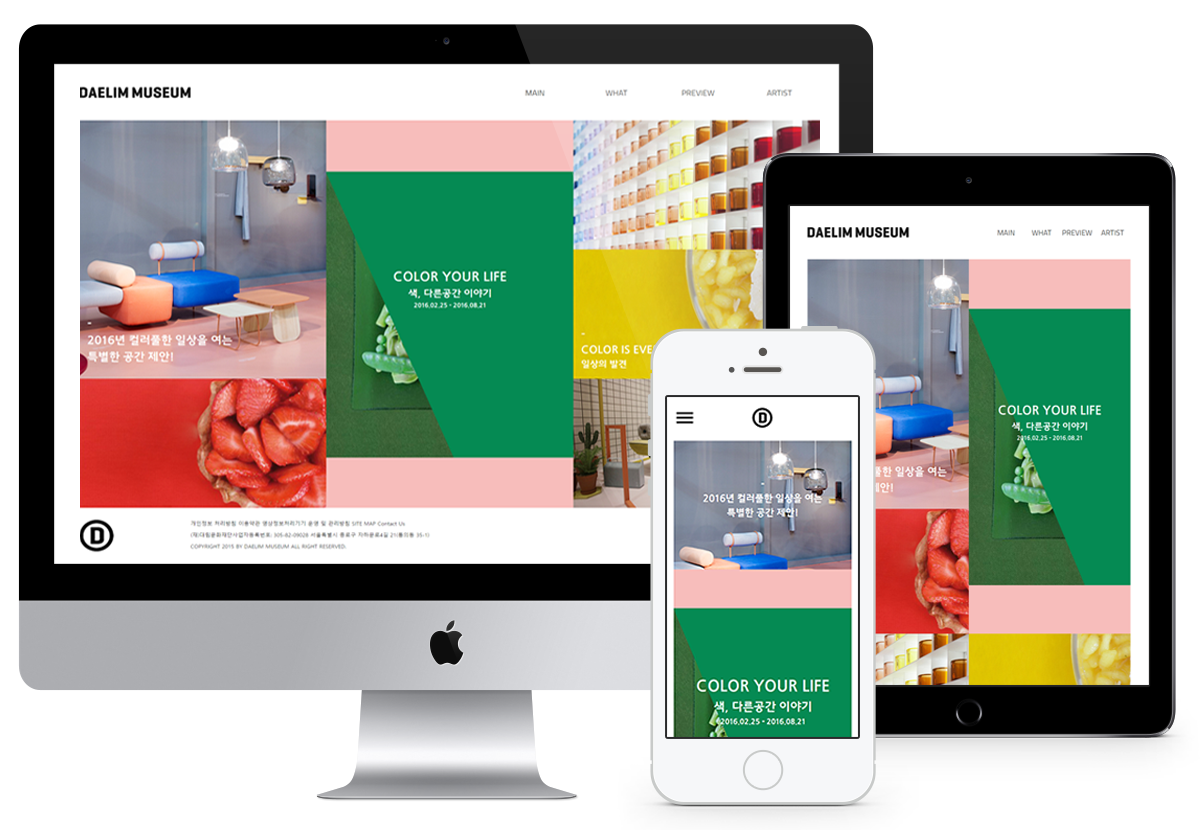 DAELIM MUSEUM
MAIN WHAT PREVIEW ARTIST
2016년 컬러풀한 일상을 여는
특별한 공간 제안!
COLOR YOUR LIFE
색, 다른공간 이야기
2016.02.25 - 2016.08.21
COLOR IS EVE
일상의 발견
D
개인정보 처리방침 이용약관 영상정보처리기기 운영 및 관리방침 SITE MAP Contact Us
(재)대림문화재단사업자등록번호: 305-82-09028 서울특별시 종로구 자하문로4길 21(통의동 35-1)
COPYRIGHT 2015 BY DAELIM MUSEUM ALL RIGHT RESERVED.
D
2016년 컬러풀한 일상을 여는
특별한 공간 제안!
COLOR YOUR LIFE
색, 다른공간 이야기
2016.02.25 - 2016.08.21
DAELIM MUSEUM
MAIN WHAT PREVIEW ARTIST
풀한 일상을 여는
제안!
COLOR YOUR LIFE
색, 다른공간 이야기
2016.02.25 - 2016.08.21